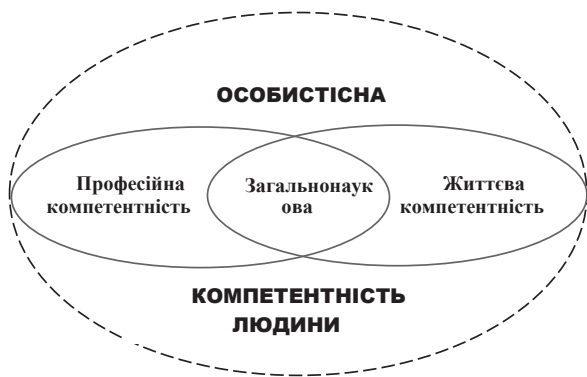 ОСОБИСТІСНА
Професійна
компетентність
Загальнонаук
ова
Життєва
компетентність
КОМПЕТЕНТНІСТЬ
ЛЮДИНИ